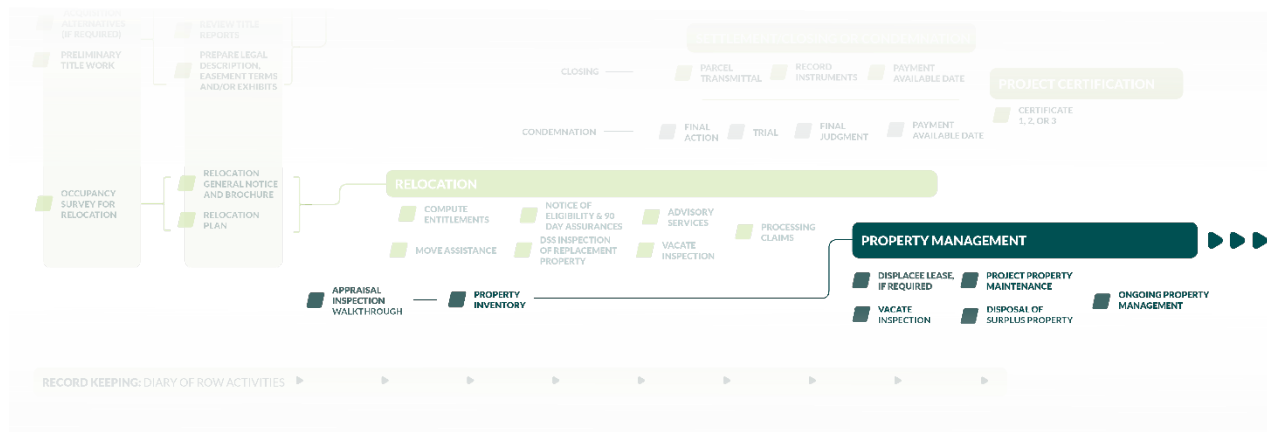 ALTERNATIVES
(IF REQUIRED)
PRELIMINARY
TITLE WORK
REVIEW TITLE
REPORTS
PREPARE LEGAL
DESCRIPTION,
EASEMENT TERMS
AND/OR EXHIBITS
CLOSING
PARCEL
TRANSMITTAL
RECORD
INSTRUMENTS
PAYMENT
AVAILABLE DATE
PROJECT CERTIFICATION
CERTIFICATE
1, 2, OR 3
CONDEMNATION
FINAL
ACTION
TRIAL
FINAL
JUDGMENT
PAYMENT
AVAILABLE DATE
OCCUPANCY
SURVEY FOR
RELOCATION
RELOCATION
GENERAL NOTICE
AND BROCHURE
RELOCATION
PLAN
RELOCATION
COMPUTE
ENTITLEMENTS
NOTICE OF
ELIGIBILITY & 90
DAY ASSURANCES
ADVISORY
SERVICES
PROCESSING
CLAIMS
MOVE ASSISTANCE
DSS INSPECTION
OF REPLACEMENT
PROPERTY
VACATE
INSPECTION
PROPERTY MANAGEMENT
DISPLACEE LEASE,
IF REQUIRED
PROJECT PROPERTY
MAINTENANCE
ONGOING PROPERTY
MANAGEMENT
VACATE
INSPECTION
DISPOSAL OF
SURPLUS PROPERTY
APPRAISAL
INSPECTION
WALKTHROUGH
PROPERTY
INVENTORY
RECORD KEEPING: DIARY OF ROW ACTIVITIES